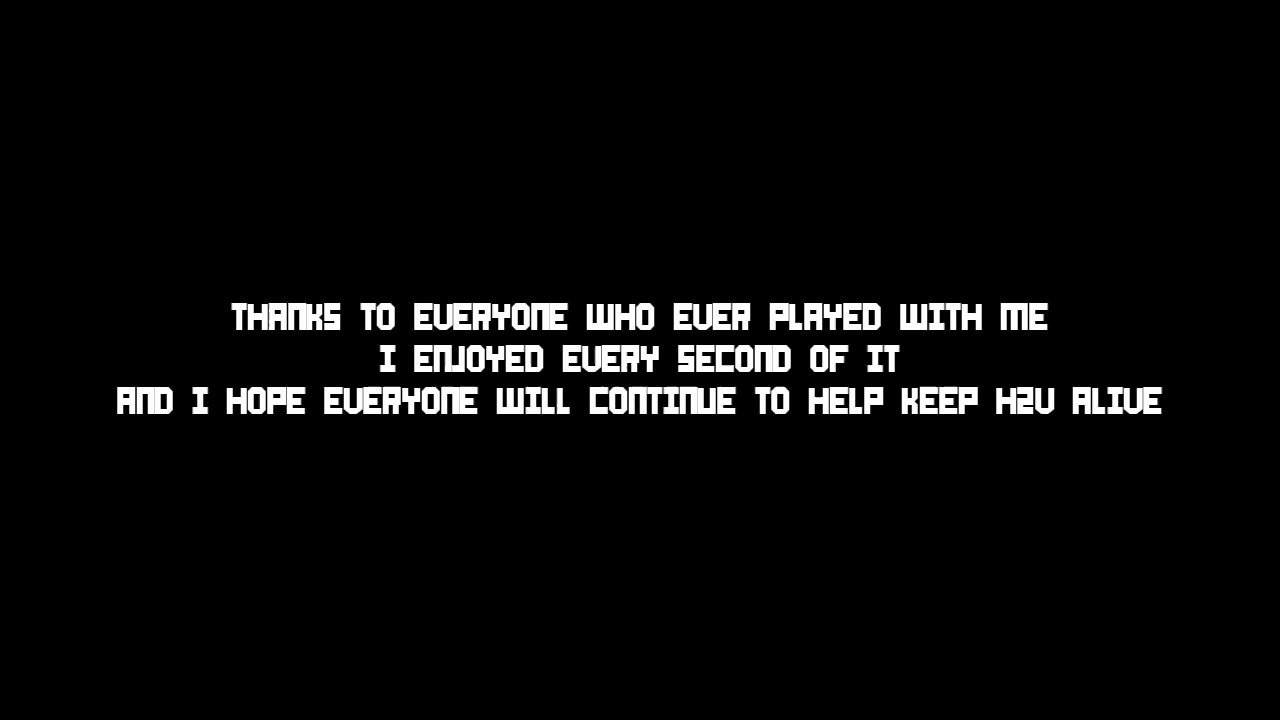 THANKS TO EVERYONE WHO EVER PLAYED WITH ME
I ENJOYED EVERY SECOND OF IT
AND I HOPE EVERYONE WILL CONTINUE TO HELP KEEP H2V ALIVE